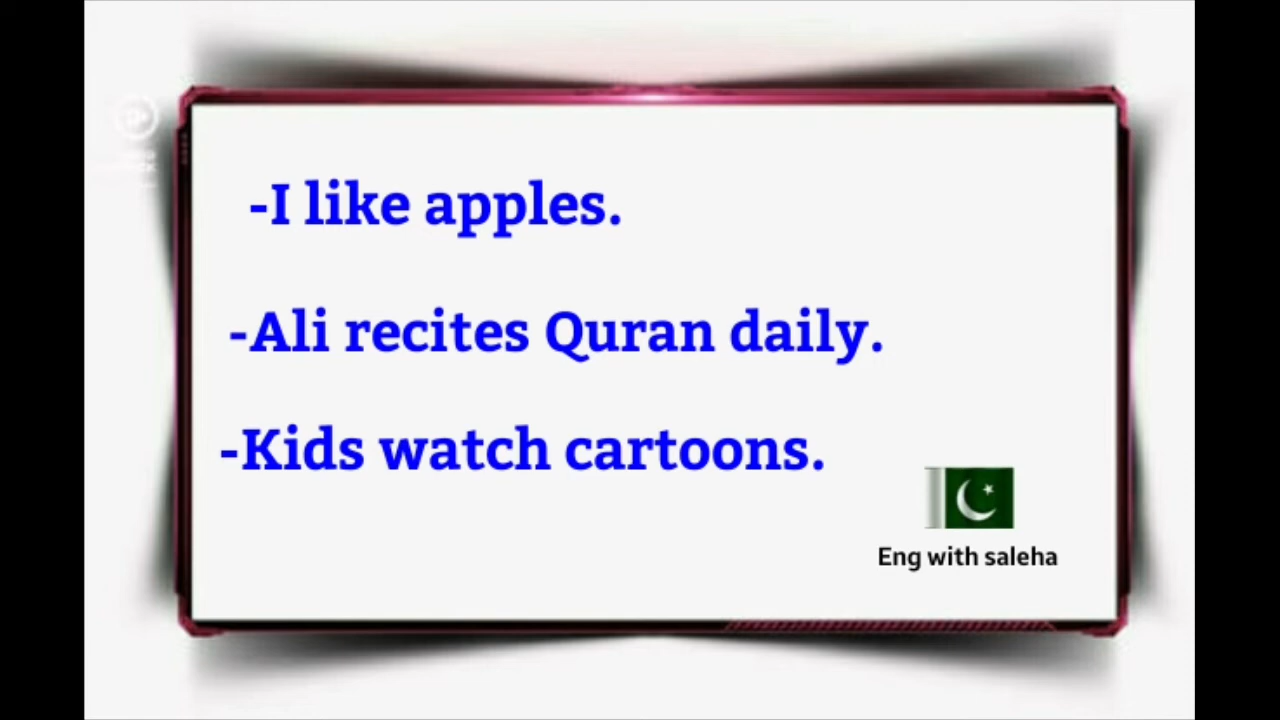 -I like apples.
-Ali recites Quran daily.
-Kids watch cartoons.
Eng with saleha